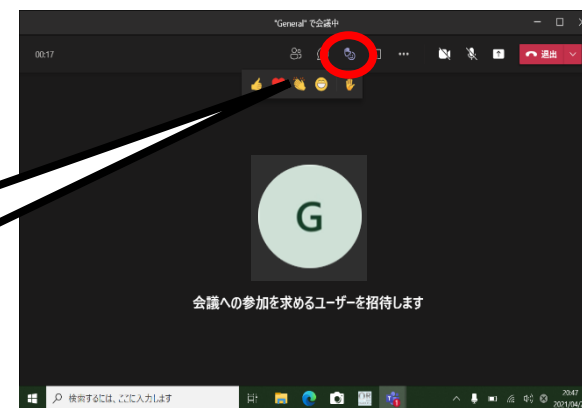 "General" で会議中
00:17
退出
G
会議への参加を求めるユーザーを招待します
検索するには、ここに入力します
20:47
2021/04/